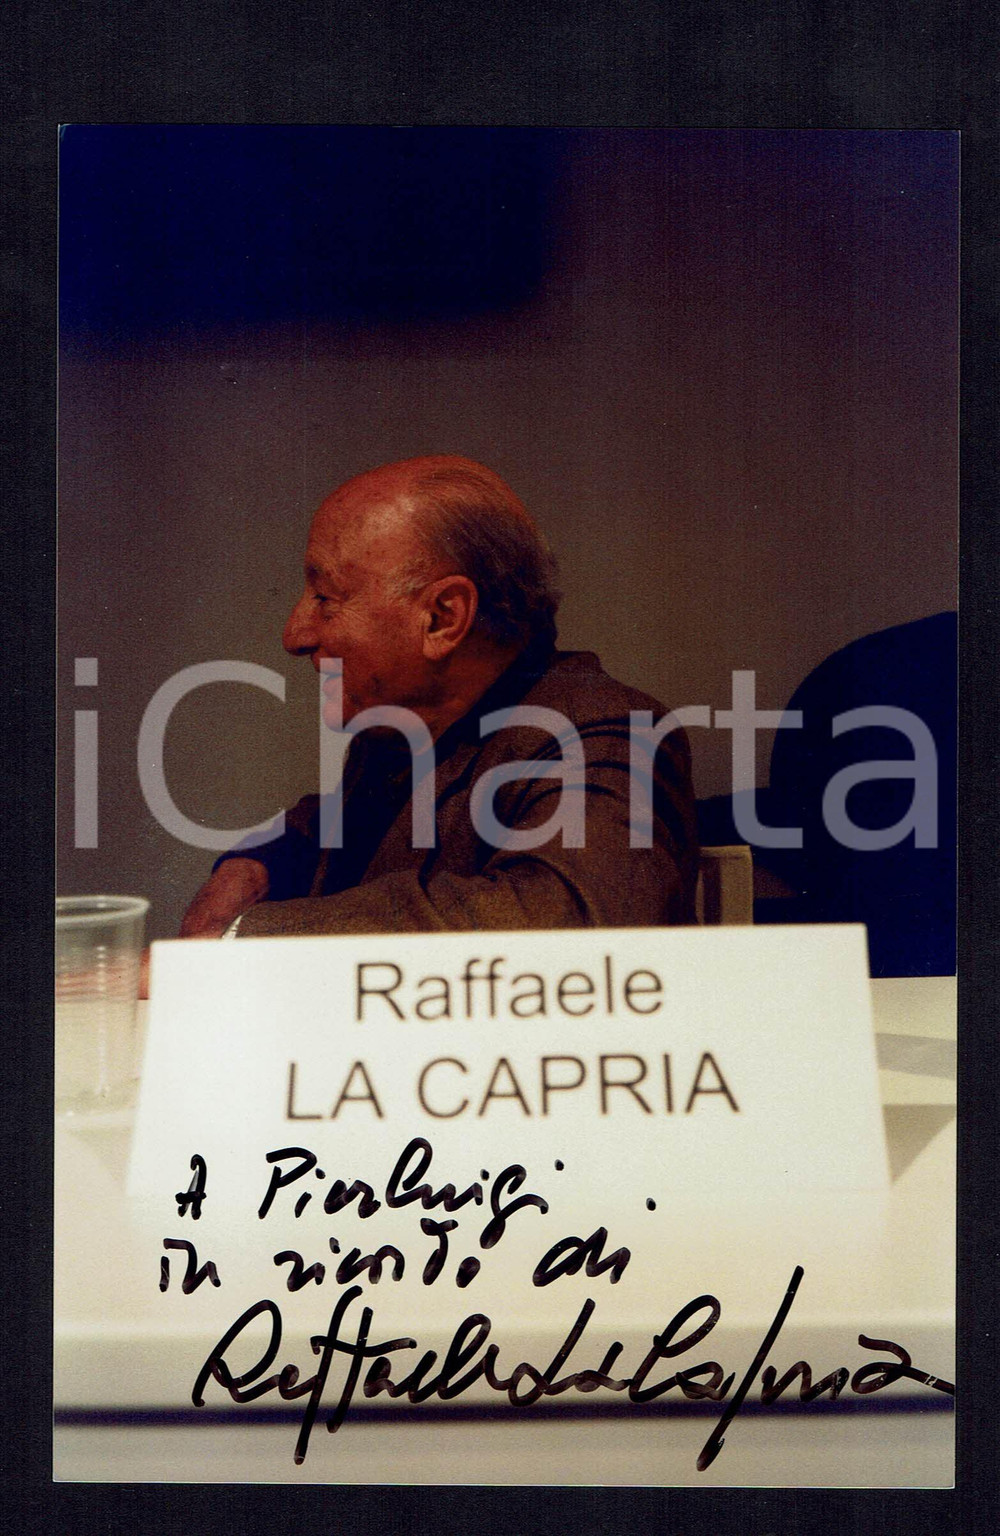 iCharta
Raffaele
LA CAPRIA
A Pierluigi
in ricordo di
Raffaele La Capria